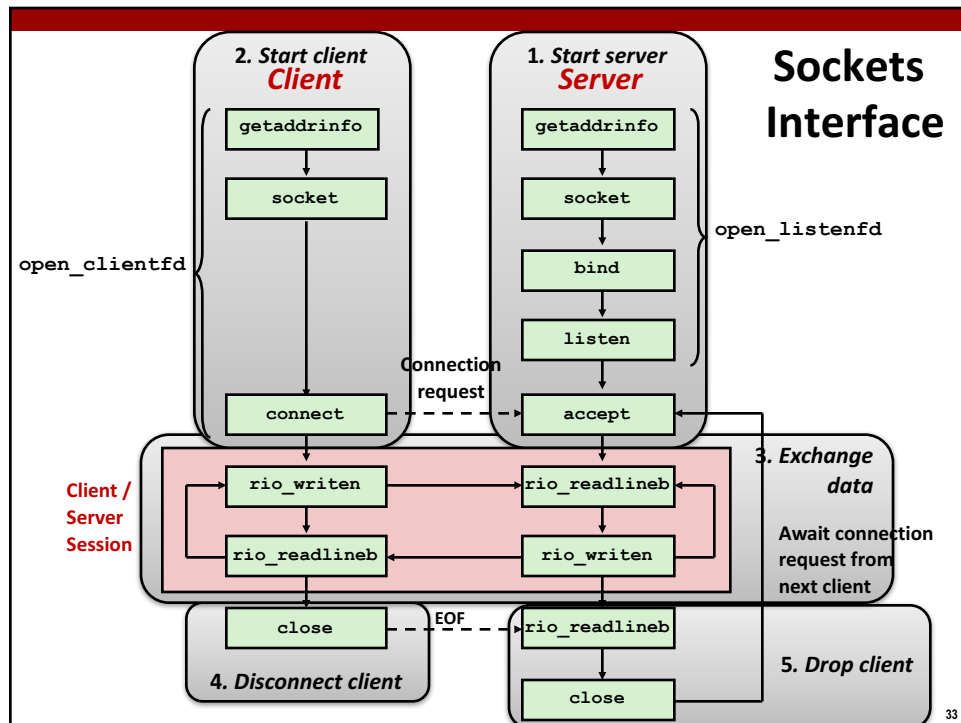 Sockets
Interface
2. Start client
Client
1. Start server
Server
getaddrinfo
getaddrinfo
socket
socket
open_clientfd
open_listenfd
bind
listen
Connection
request
connect
accept
3. Exchange
data
Client /
Server
Session
rio_writen
rio_readlineb
rio_readlineb
rio_writen
Await connection
request from
next client
close
EOF
rio_readlineb
4. Disconnect client
5. Drop client
close
33